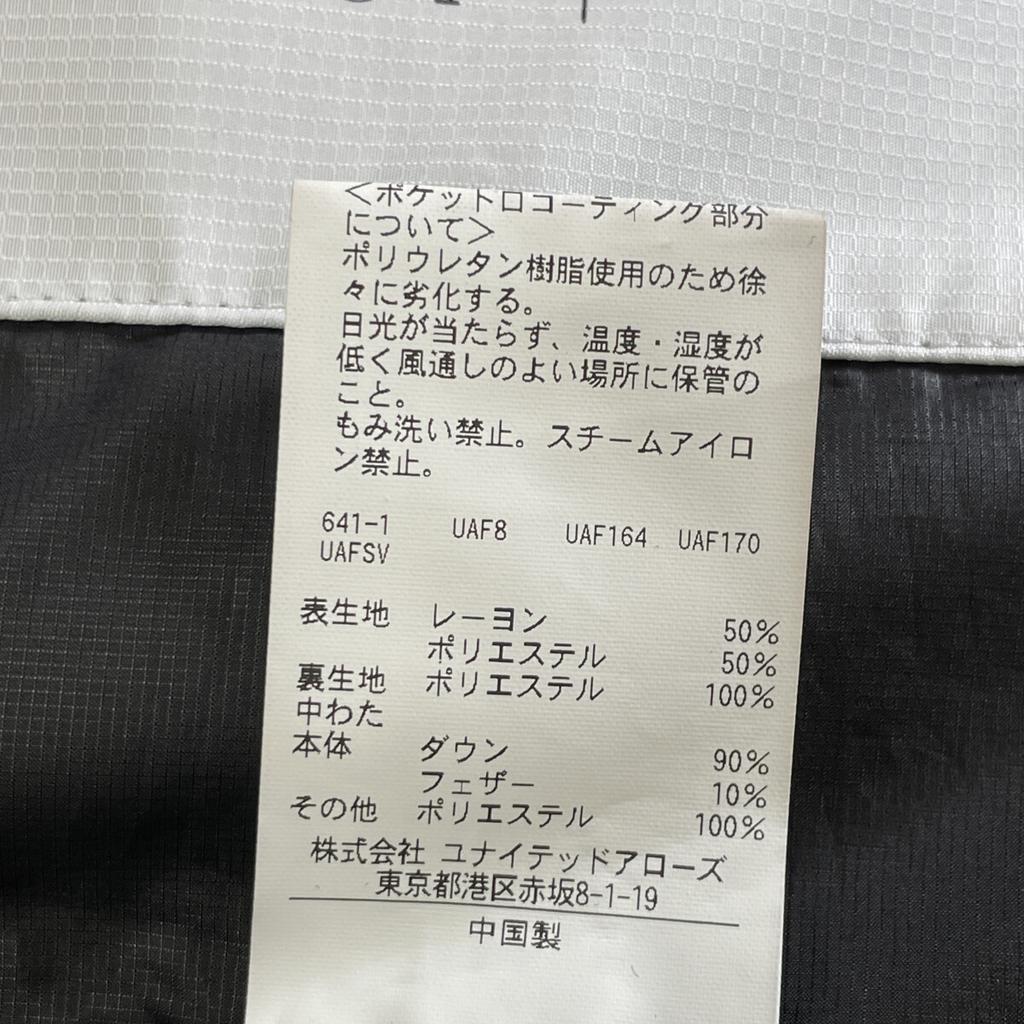 <ポケット口コーティング部分
について>
ポリウレタン樹脂使用のため徐
々に劣化する。
日光が当たらず、温度・湿度が
低く風通しのよい場所に保管の
こと。
もみ洗い禁止。スチームアイロ
ン禁止。
641-1 UAF8 UAF164 UAF170
UAFSV
表生地 レーヨン 50%
ポリエステル 50%
裏生地 ポリエステル 100%
中わた
本体 ダウン 90%
フェザー 10%
その他 ポリエステル 100%
株式会社 ユナイテッドアローズ
東京都港区赤坂8-1-19
中国製